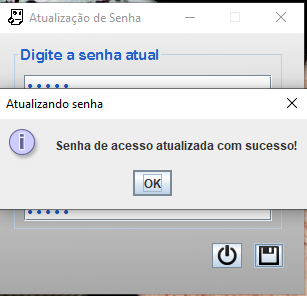 Atualização de Senha
Digite a senha atual
Atualizando senha
Senha de acesso atualizada com sucesso!
OK